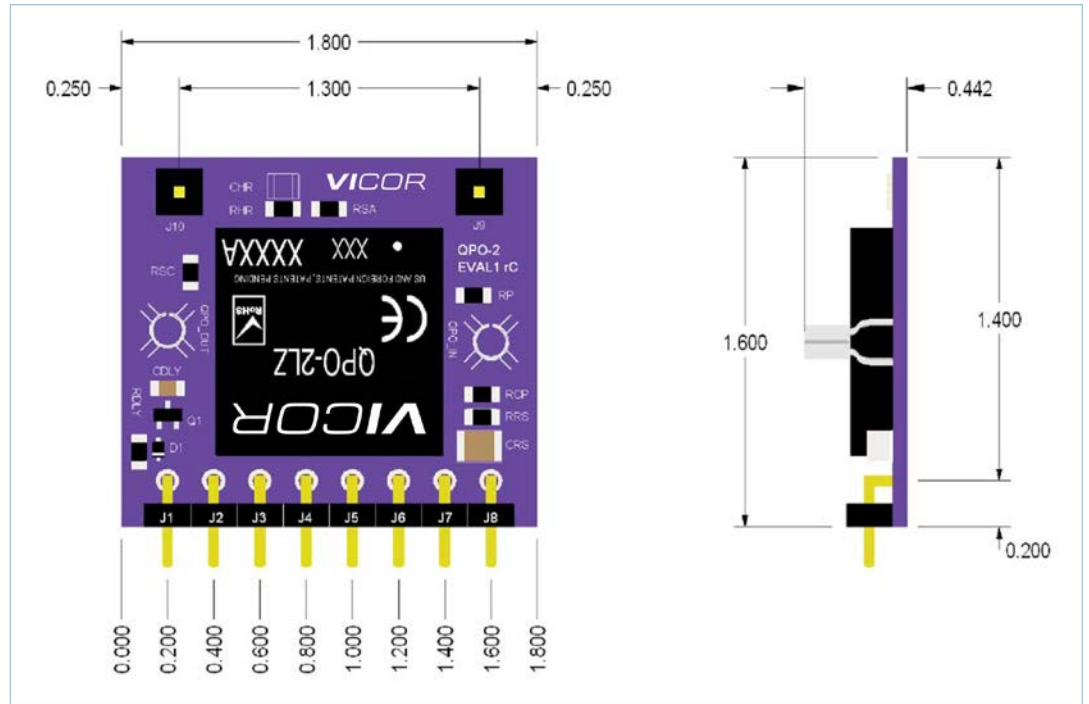 1.800
0.250
1.300
0.250
0.442
CHR
VICOR
RHR
RSA
J10
J9
XXXXA
XXX
QPO-2
EVAL1 rC
US AND FOREIGN PATENTS, PATENTS PENDING
RSC
RP
RoHS
CE
QPO_OUT
QPO_IN
QPO-2LZ
1.600
1.400
CDLY
RDLY
RCP
Q1
RRS
VICOR
D1
CRS
J1 J2 J3 J4 J5 J6 J7 J8
0.200
0.000
0.200
0.400
0.600
0.800
1.000
1.200
1.400
1.600
1.800